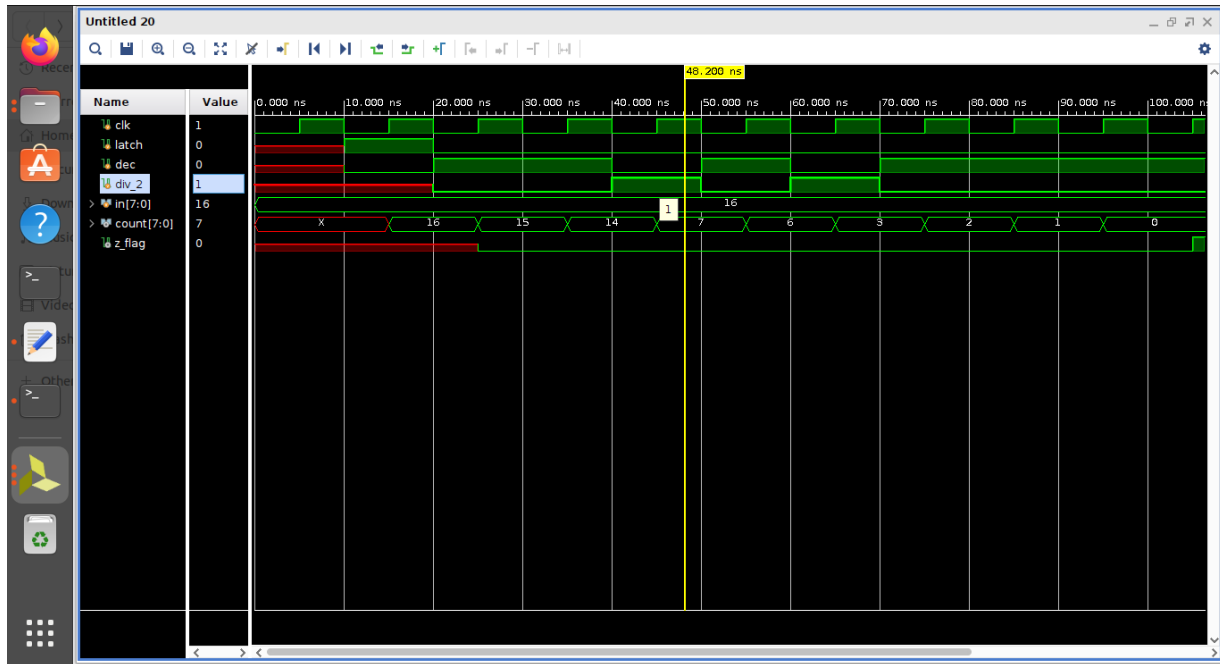 Untitled 20
48.200 ns
Name Value 0.000 ns 10.000 ns 20.000 ns 30.000 ns 40.000 ns 50.000 ns 60.000 ns 70.000 ns 80.000 ns 90.000 ns 100.000 n
clk 1
latch 0
dec 0
div_2 1
in[7:0] 16 16
1
count[7:0] 7 X 16 15 14 7 6 3 2 1 0
z_flag 0